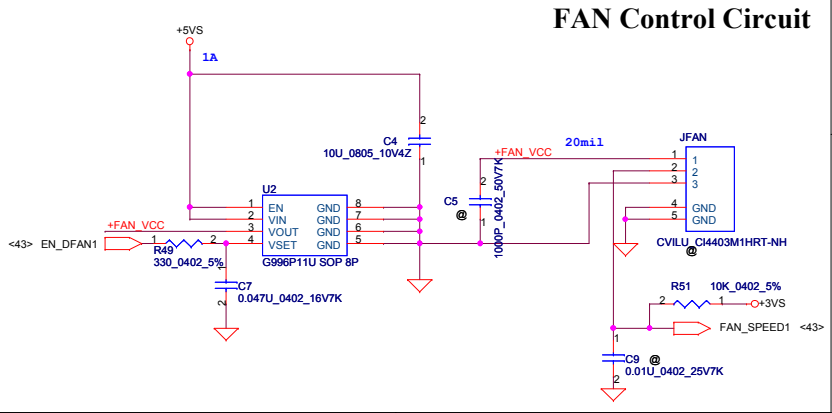 FAN Control Circuit
+5VS
1A
2
C4
10U_0805_10V4Z
1
20mil
JFAN
+FAN_VCC
1 1
2 2
3 3
4 GND
5 GND
CVILU_CI4403M1HRT-NH
@
2
C5
@
1
1000P_0402_50V7K
U2
1 EN GND 8
2 VIN GND 7
3 VOUT GND 6
4 VSET GND 5
G996P11U SOP 8P
+FAN_VCC
<43> EN_DFAN1
1 2
R49
330_0402_5%
1
C7
0.047U_0402_16V7K
2
R51 10K_0402_5%
2 1 +3VS
FAN_SPEED1 <43>
1
C9 @
0.01U_0402_25V7K
2